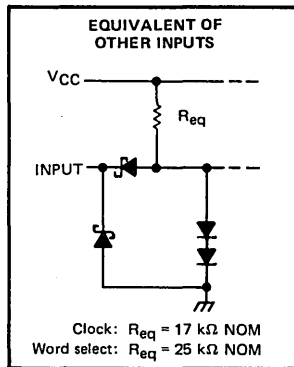 EQUIVALENT OF
OTHER INPUTS
VCC
Req
INPUT
Clock: Req = 17 kΩ NOM
Word select: Req = 25 kΩ NOM